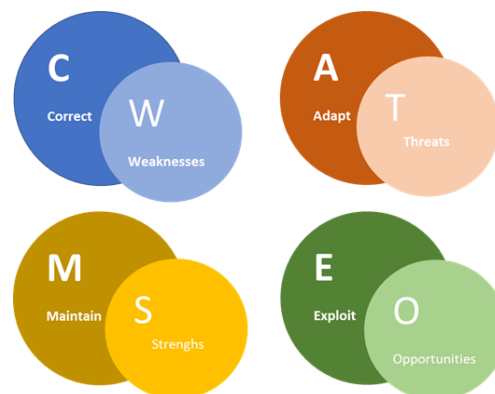 C
Correct
W
Weaknesses
A
Adapt
T
Threats
M
Maintain
S
Strenghs
E
Exploit
O
Opportunities